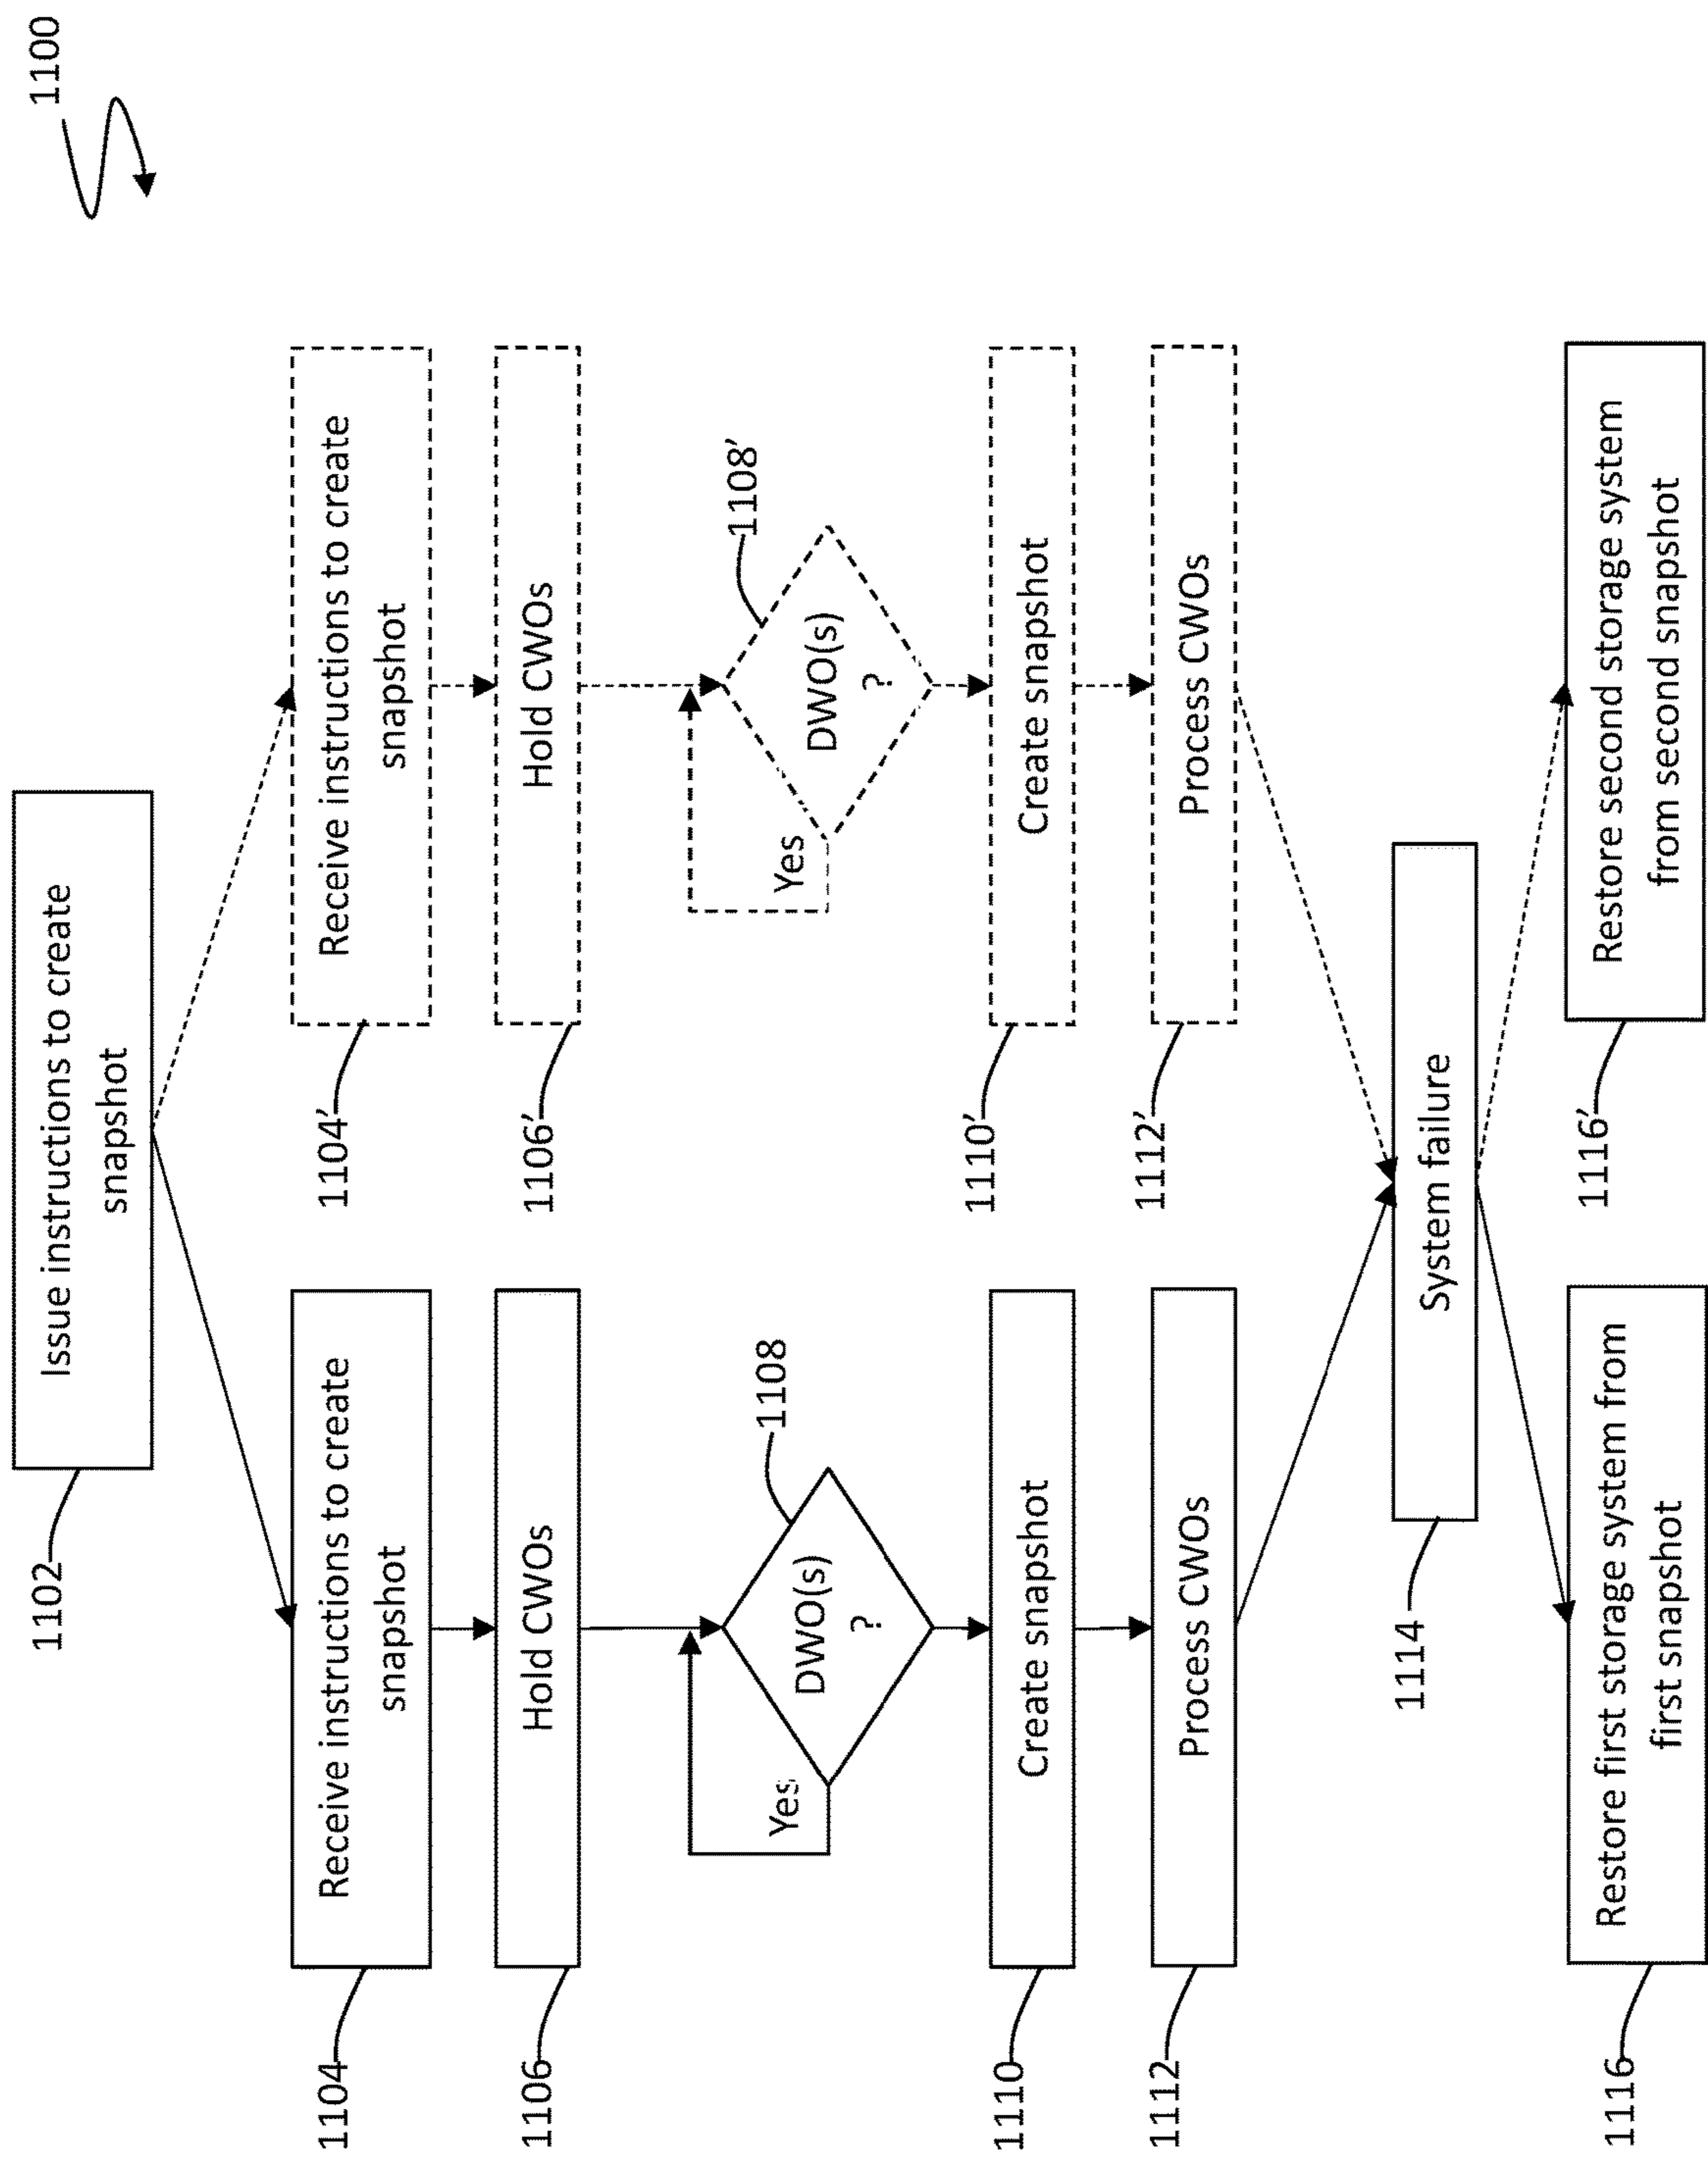 1100
1102
Issue instructions to create
snapshot
1104
Receive instructions to create
snapshot
1104'
Receive instructions to create
snapshot
1106
Hold CWOs
1106'
Hold CWOs
1108
DWO(s)
?
Yes
1108'
DWO(s)
?
Yes
1110
Create snapshot
1110'
Create snapshot
1112
Process CWOs
1112'
Process CWOs
1114
System failure
1116
Restore first storage system from
first snapshot
1116'
Restore second storage system
from second snapshot